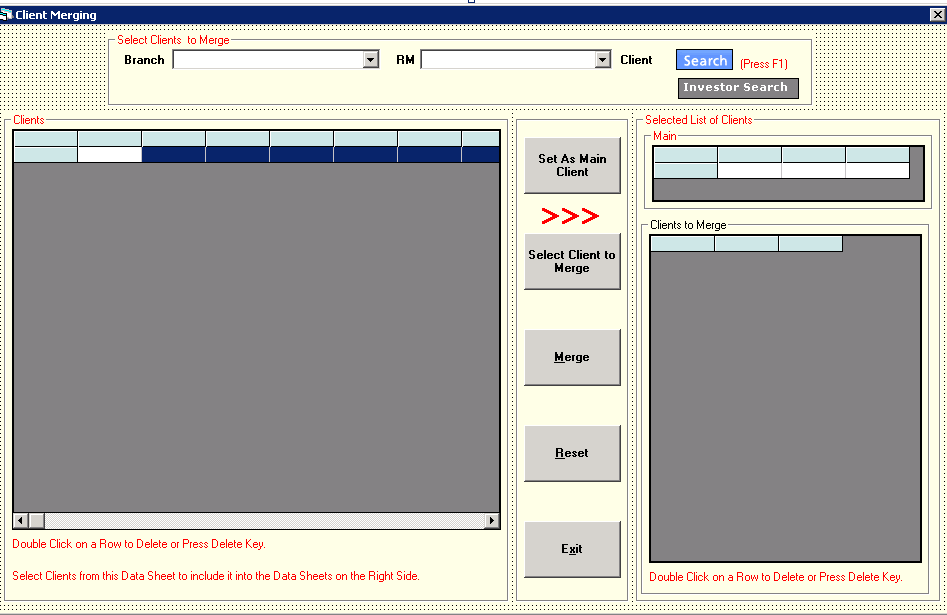 Client Merging
Select Clients to Merge
Branch RM Client Search (Press F1)
Investor Search
Clients
Set As Main
Client
>>>
Select Client to
Merge
Merge
Reset
Exit
Double Click on a Row to Delete or Press Delete Key.
Select Clients from this Data Sheet to include it into the Data Sheets on the Right Side.
Selected List of Clients
Main
Clients to Merge
Double Click on a Row to Delete or Press Delete Key.